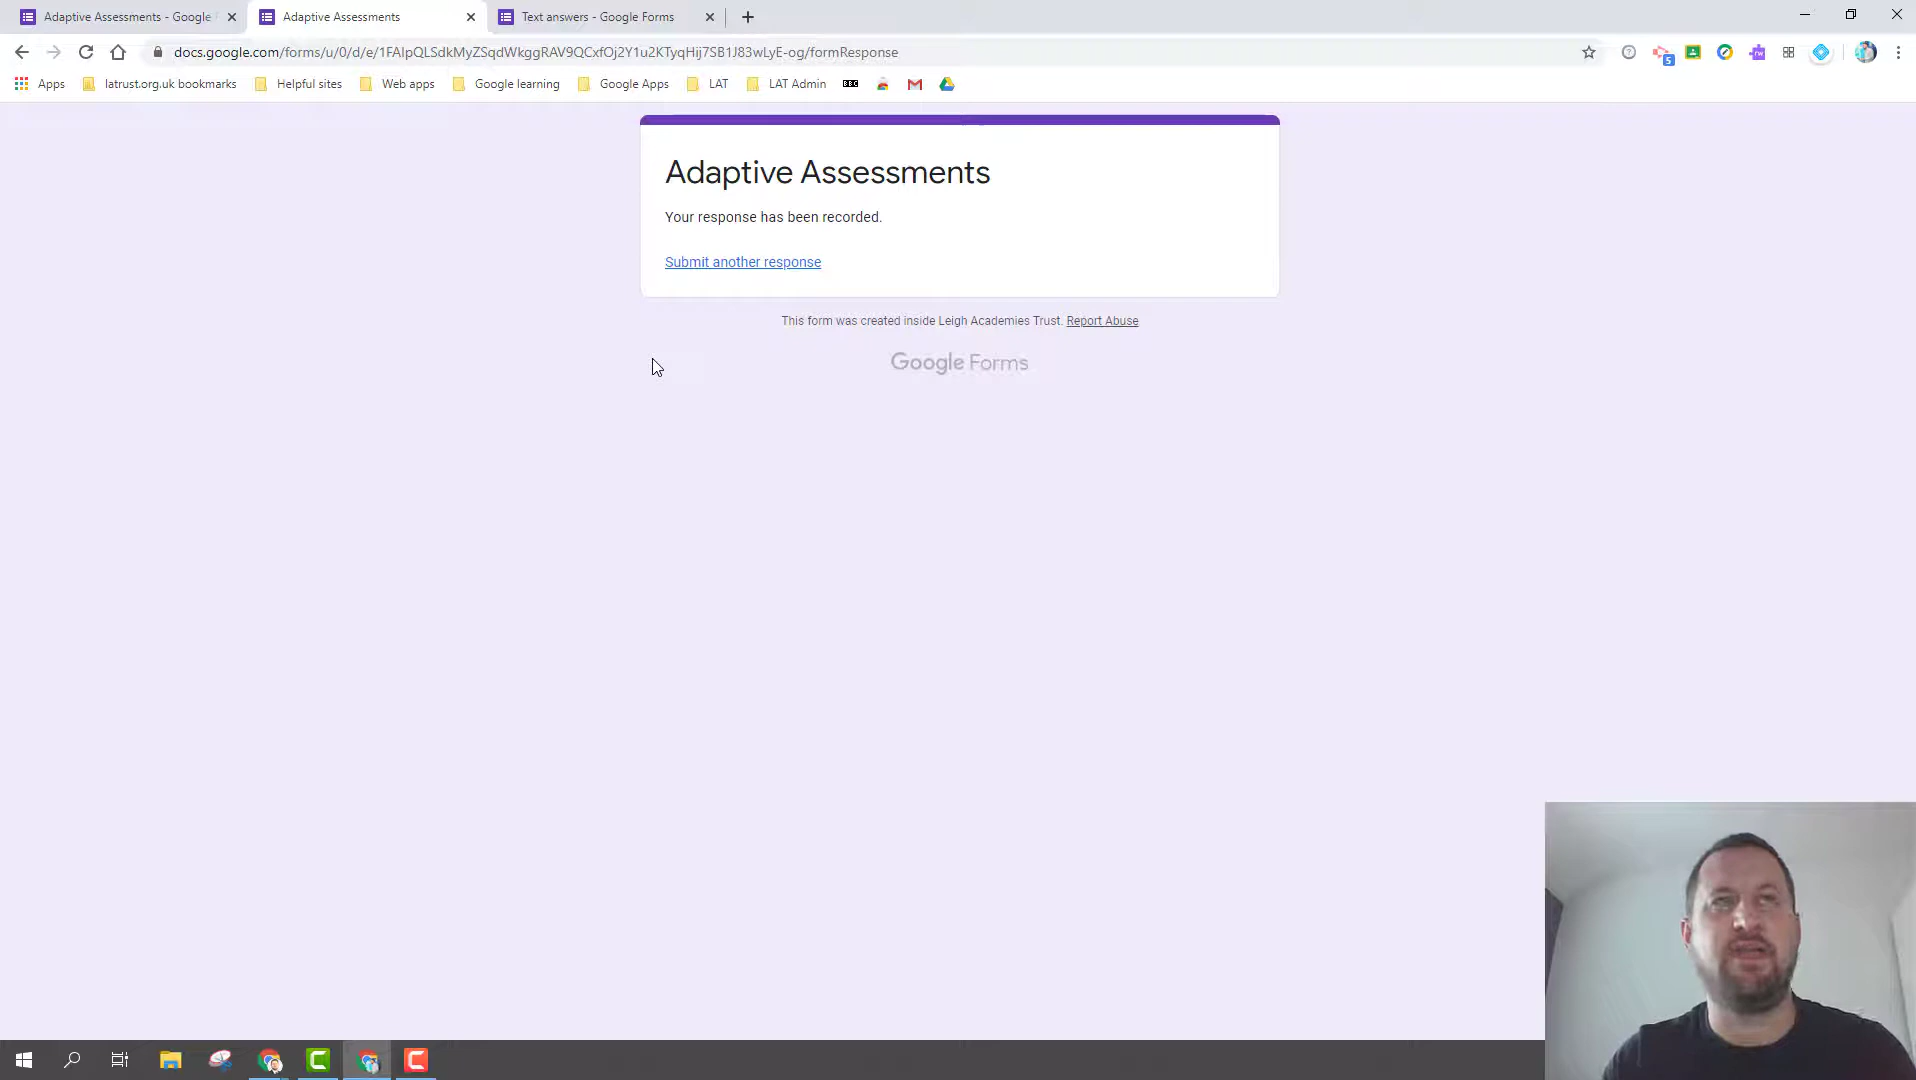 Adaptive Assessments - Google
Adaptive Assessments
Text answers - Google Forms
docs.google.com/forms/u/0/d/e/1FAIpQLSdkMyZSqdWkggRAV9QCxfOj2Y1u2KTyqHij7SB1J83wLyE-og/formResponse
5
Apps
latrust.org.uk bookmarks
Helpful sites
Web apps
Google learning
Google Apps
LAT
LAT Admin
BBC
Adaptive Assessments
Your response has been recorded.
Submit another response
This form was created inside Leigh Academies Trust. Report Abuse
Google Forms